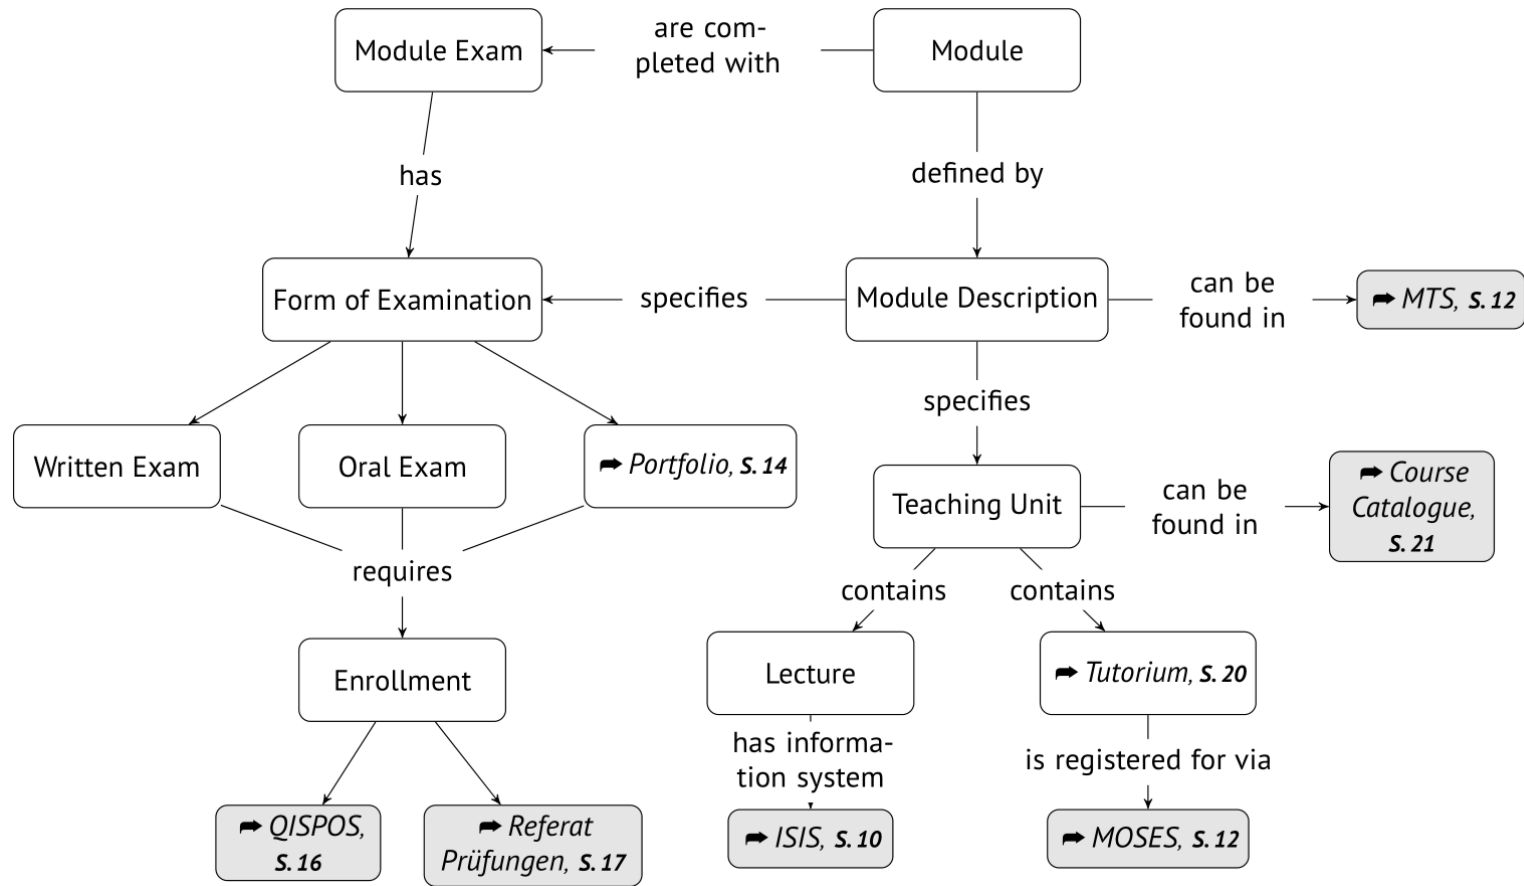 Module Exam
are com-
pleted with
Module
has
defined by
Form of Examination
specifies
Module Description
can be
found in
➦ MTS, S. 12
specifies
Written Exam
Oral Exam
➦ Portfolio, S. 14
Teaching Unit
can be
found in
➦ Course
Catalogue,
S. 21
requires
contains
contains
Enrollment
Lecture
➦ Tutorium, S. 20
has informa-
tion system
is registered for via
➦ QISPOS,
S. 16
➦ Referat
Prüfungen, S. 17
➦ ISIS, S. 10
➦ MOSES, S. 12